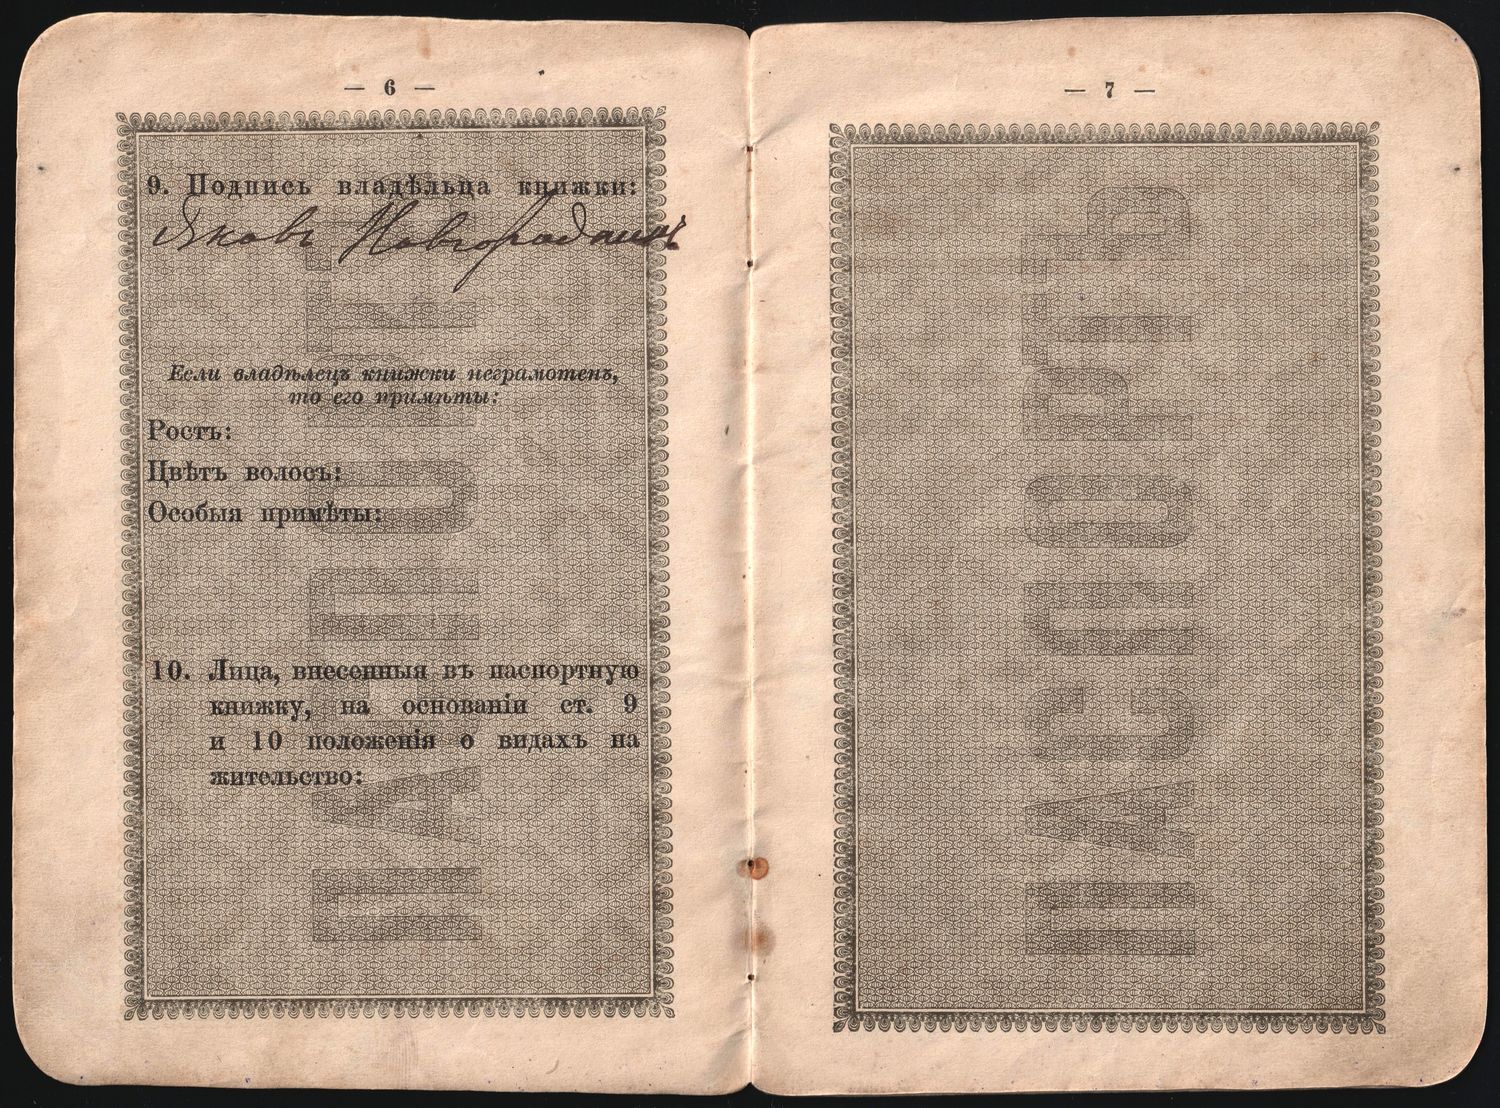 — 6 —
9. Подпись владѣльца книжки:
Яковъ Новгородин
Если владѣлецъ книжки неграмотенъ,
то его примѣты:
Ростъ:
Цвѣтъ волосъ:
Особыя примѣты:
10. Лица, внесенныя въ паспортную
книжку, на основаніи ст. 9
и 10 положенія о видахъ на
жительство:
— 7 —
ПАСПОРТЪ